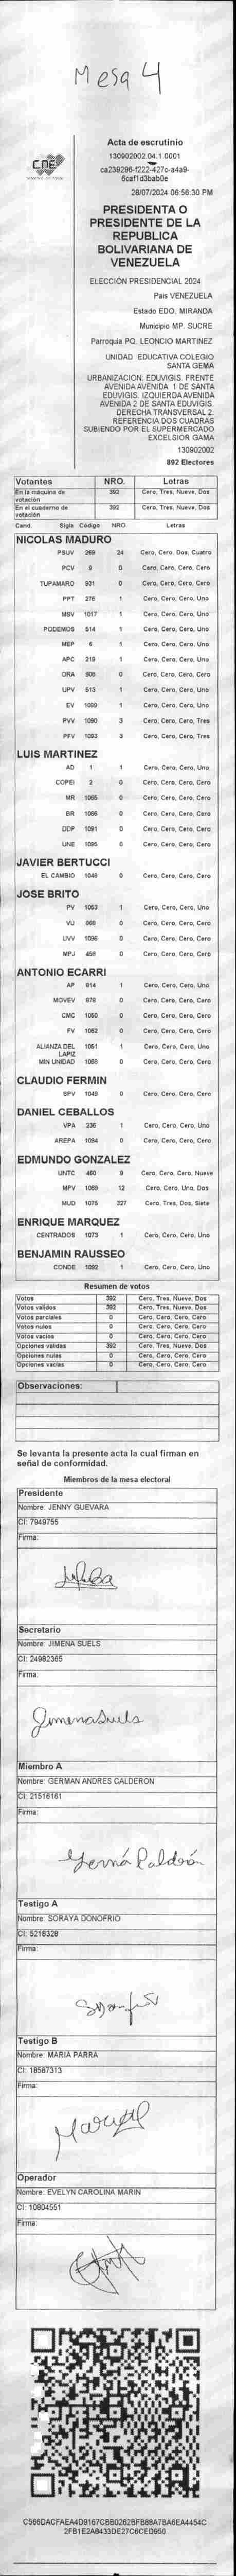 Mesa 4
CNE
Acta de escrutinio
130902002.04.1.0001
ca239296-f222-427c-a4a9-
6caf1d3bab0e
28/07/2024 06:56:30 PM
PRESIDENTA O
PRESIDENTE DE LA
REPUBLICA
BOLIVARIANA DE
VENEZUELA
ELECCIÓN PRESIDENCIAL 2024
Pais VENEZUELA
Estado EDO. MIRANDA
Municipio MP. SUCRE
Parroquia PQ. LEONCIO MARTINEZ
UNIDAD EDUCATIVA COLEGIO
SANTA GEMA
URBANIZACION: EDUVIGIS. FRENTE
AVENIDA AVENIDA 1 DE SANTA
EDUVIGIS. IZQUIERDA AVENIDA
AVENIDA 2 DE SANTA EDUVIGIS.
DERECHA TRANSVERSAL 2.
REFERENCIA DOS CUADRAS
SUBIENDO POR EL SUPERMERCADO
EXCELSIOR GAMA
130902002
892 Electores
Votantes NRO. Letras
En la máquina de votación 392 Cero, Tres, Nueve, Dos
En el cuaderno de votación 392 Cero, Tres, Nueve, Dos
Cand. Sigla Código NRO. Letras
NICOLAS MADURO
PSUV 269 24 Cero, Cero, Dos, Cuatro
PCV 9 0 Cero, Cero, Cero, Cero
TUPAMARO 931 0 Cero, Cero, Cero, Cero
PPT 276 1 Cero, Cero, Cero, Uno
MSV 1017 1 Cero, Cero, Cero, Uno
PODEMOS 514 1 Cero, Cero, Cero, Uno
MEP 6 1 Cero, Cero, Cero, Uno
APC 219 1 Cero, Cero, Cero, Uno
ORA 908 0 Cero, Cero, Cero, Cero
UPV 513 1 Cero, Cero, Cero, Uno
EV 1089 1 Cero, Cero, Cero, Uno
PVV 1090 3 Cero, Cero, Cero, Tres
PFV 1093 3 Cero, Cero, Cero, Tres
LUIS MARTINEZ
AD 1 1 Cero, Cero, Cero, Uno
COPEI 2 0 Cero, Cero, Cero, Cero
MR 1065 0 Cero, Cero, Cero, Cero
BR 1066 0 Cero, Cero, Cero, Cero
DDP 1091 0 Cero, Cero, Cero, Cero
UNE 1095 0 Cero, Cero, Cero, Cero
JAVIER BERTUCCI
EL CAMBIO 1048 0 Cero, Cero, Cero, Cero
JOSE BRITO
PV 1053 1 Cero, Cero, Cero, Uno
VU 988 0 Cero, Cero, Cero, Cero
UVV 1096 0 Cero, Cero, Cero, Cero
MPJ 458 0 Cero, Cero, Cero, Cero
ANTONIO ECARRI
AP 914 1 Cero, Cero, Cero, Uno
MOVEV 978 0 Cero, Cero, Cero, Cero
CMC 1050 0 Cero, Cero, Cero, Cero
FV 1062 0 Cero, Cero, Cero, Cero
ALIANZA DEL LAPIZ 1051 1 Cero, Cero, Cero, Uno
MIN UNIDAD 1068 0 Cero, Cero, Cero, Cero
CLAUDIO FERMIN
SPV 1049 0 Cero, Cero, Cero, Cero
DANIEL CEBALLOS
VPA 236 1 Cero, Cero, Cero, Uno
AREPA 1094 0 Cero, Cero, Cero, Cero
EDMUNDO GONZALEZ
UNTC 460 9 Cero, Cero, Cero, Nueve
MPV 1069 12 Cero, Cero, Uno, Dos
MUD 1075 327 Cero, Tres, Dos, Siete
ENRIQUE MARQUEZ
CENTRADOS 1073 1 Cero, Cero, Cero, Uno
BENJAMIN RAUSSEO
CONDE 1092 1 Cero, Cero, Cero, Uno
Resumen de votos
Votos 392 Cero, Tres, Nueve, Dos
Votos validos 392 Cero, Tres, Nueve, Dos
Votos parciales 0 Cero, Cero, Cero, Cero
Votos nulos 0 Cero, Cero, Cero, Cero
Votos vacios 0 Cero, Cero, Cero, Cero
Opciones validas 392 Cero, Tres, Nueve, Dos
Opciones nulas 0 Cero, Cero, Cero, Cero
Opciones vacias 0 Cero, Cero, Cero, Cero
Observaciones:
Se levanta la presente acta la cual firman en
señal de conformidad.
Miembros de la mesa electoral
Presidente
Nombre: JENNY GUEVARA
CI: 7949755
Firma:
Secretario
Nombre: JIMENA SUELS
CI: 24982365
Firma:
Jimena Suels
Miembro A
Nombre: GERMAN ANDRES CALDERON
CI: 21516161
Firma:
Germán Calderón
Testigo A
Nombre: SORAYA DONOFRIO
CI: 5218328
Firma:
Testigo B
Nombre: MARIA PARRA
CI: 18587313
Firma:
Operador
Nombre: EVELYN CAROLINA MARIN
CI: 10804551
Firma:
C566DACFAEA4D9167CBB0262BFB88A7BA6EA4454C
2FB1E2A8433DE27C6CED950